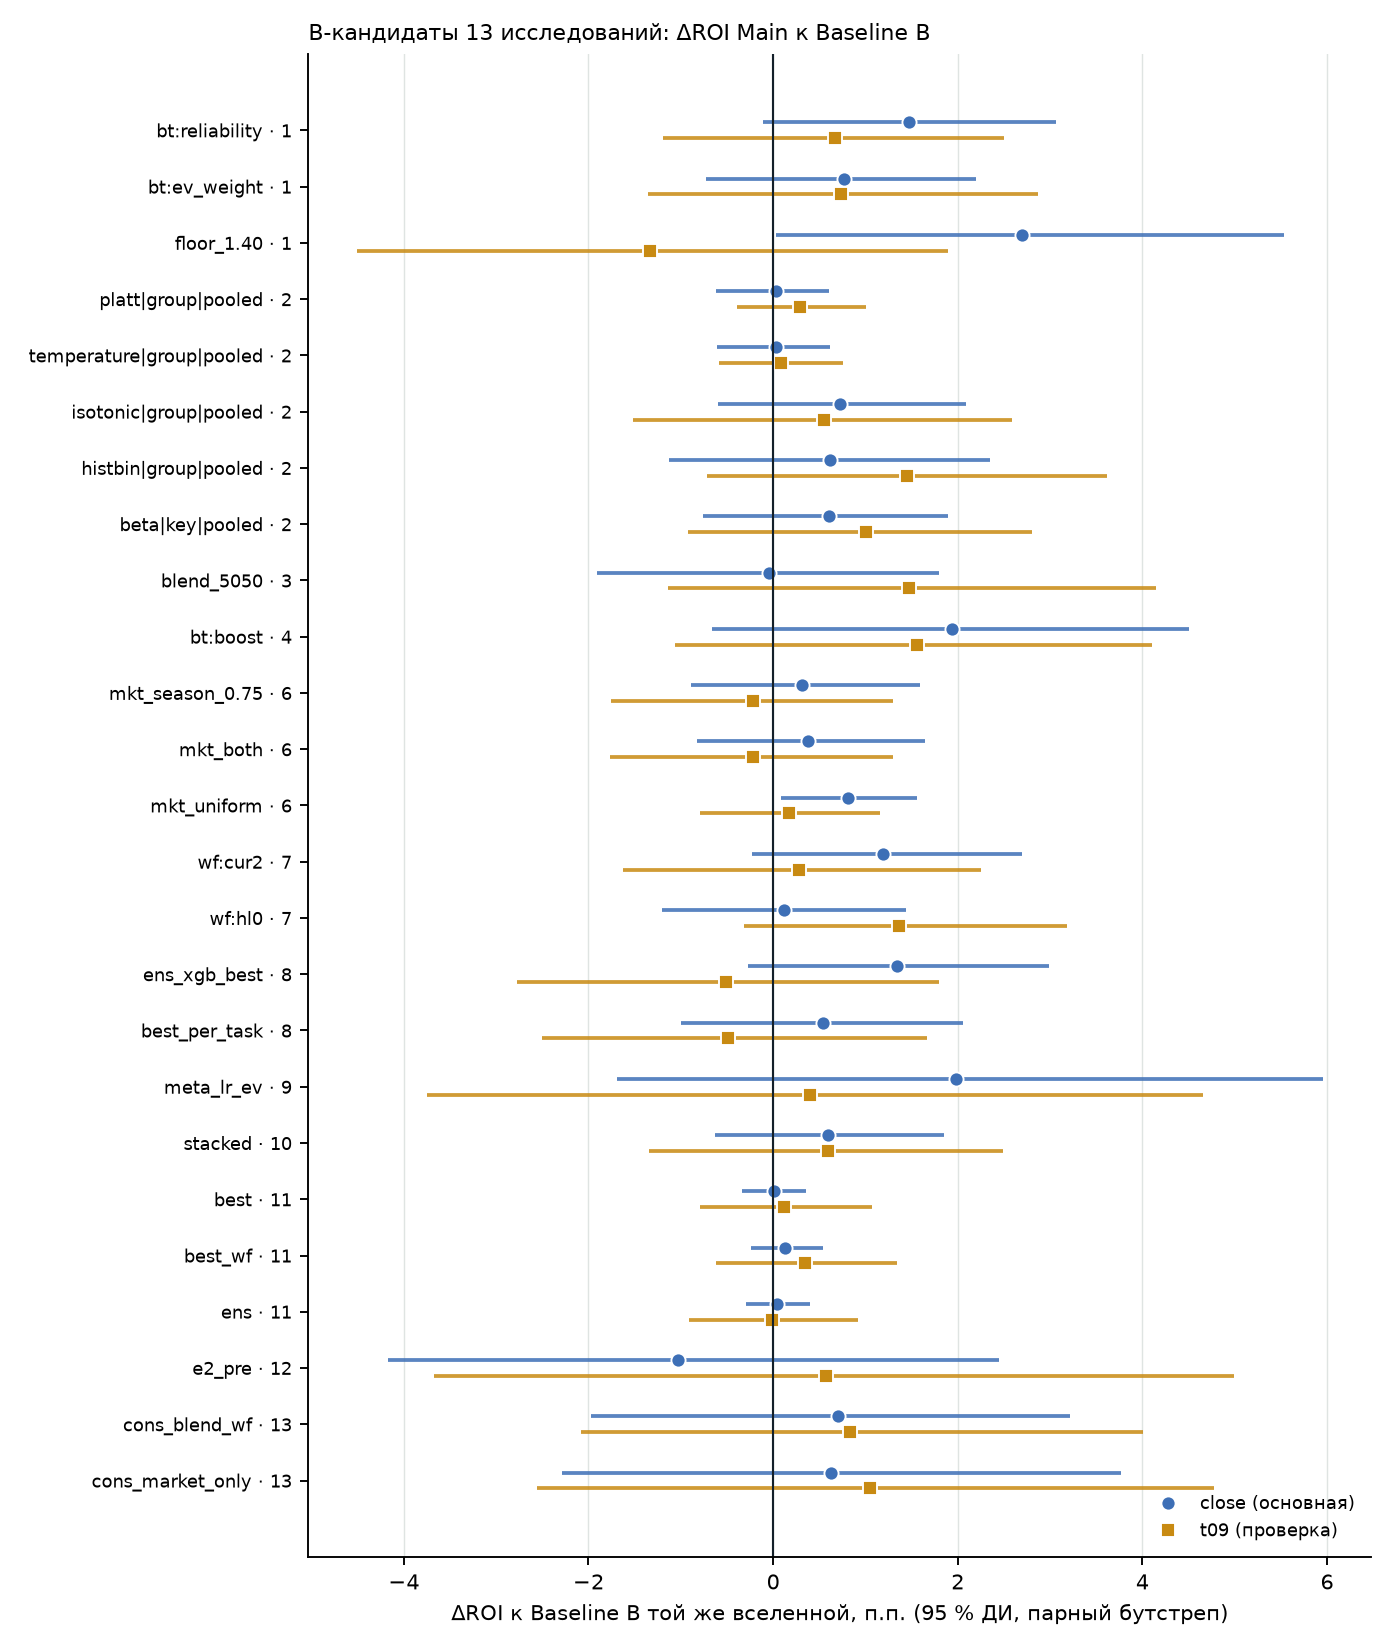 B-кандидаты 13 исследований: ΔROI Main к Baseline B
bt:reliability · 1
bt:ev_weight · 1
floor_1.40 · 1
platt|group|pooled · 2
temperature|group|pooled · 2
isotonic|group|pooled · 2
histbin|group|pooled · 2
beta|key|pooled · 2
blend_5050 · 3
bt:boost · 4
mkt_season_0.75 · 6
mkt_both · 6
mkt_uniform · 6
wf:cur2 · 7
wf:hl0 · 7
ens_xgb_best · 8
best_per_task · 8
meta_lr_ev · 9
stacked · 10
best · 11
best_wf · 11
ens · 11
e2_pre · 12
cons_blend_wf · 13
cons_market_only · 13
close (основная)
t09 (проверка)
−4 −2 0 2 4 6
ΔROI к Baseline B той же вселенной, п.п. (95 % ДИ, парный бутстреп)